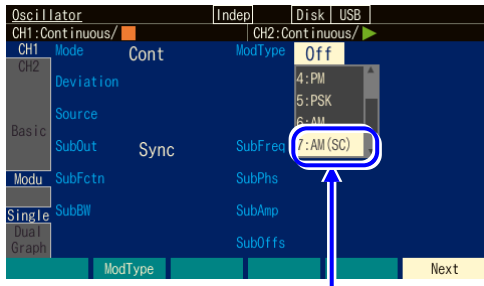 Oscillator Indep Disk USB
CH1:Continuous/ CH2:Continuous/
CH1 Mode Cont ModType Off
CH2
Deviation 4:PM
Source 5:PSK
6:AM
Basic
SubOut Sync SubFreq 7:AM(SC)
Modu SubFctn SubPhs
Single SubBW SubAmp
Dual
Graph SubOffs
ModType Next